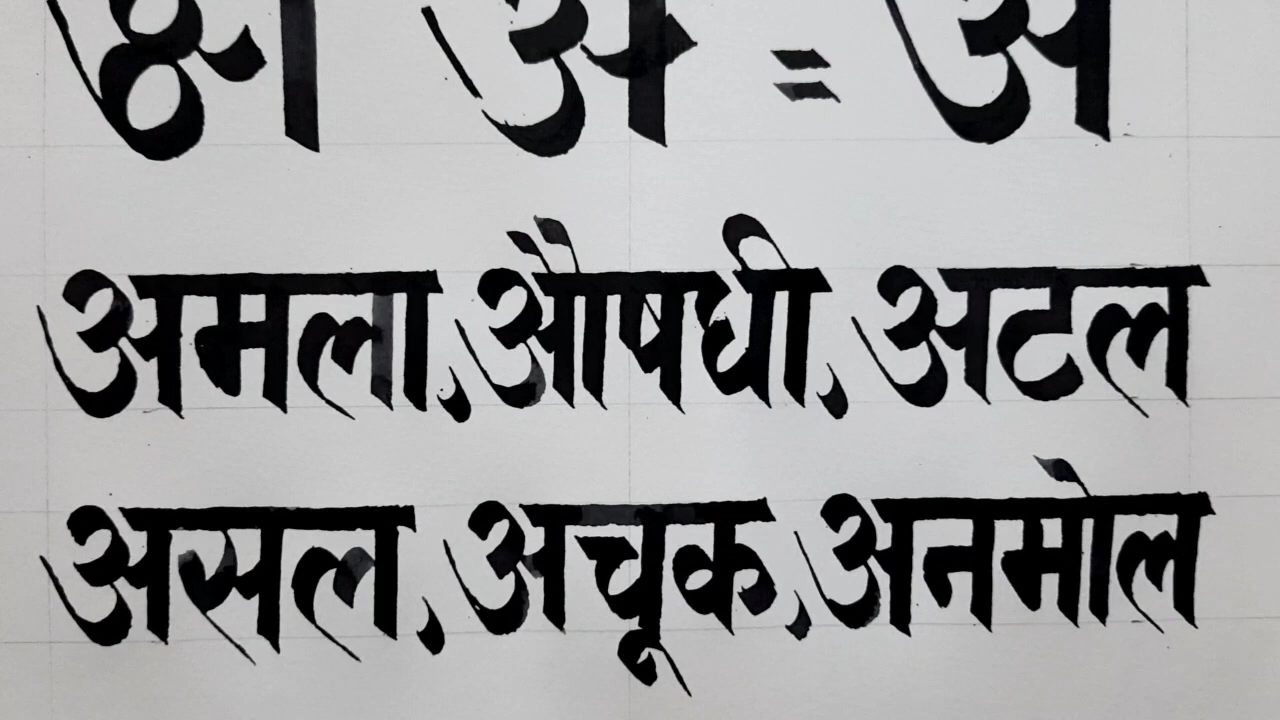 अ = अ
अमला, औषधी, अटल
असल, अचूक, अनमोल